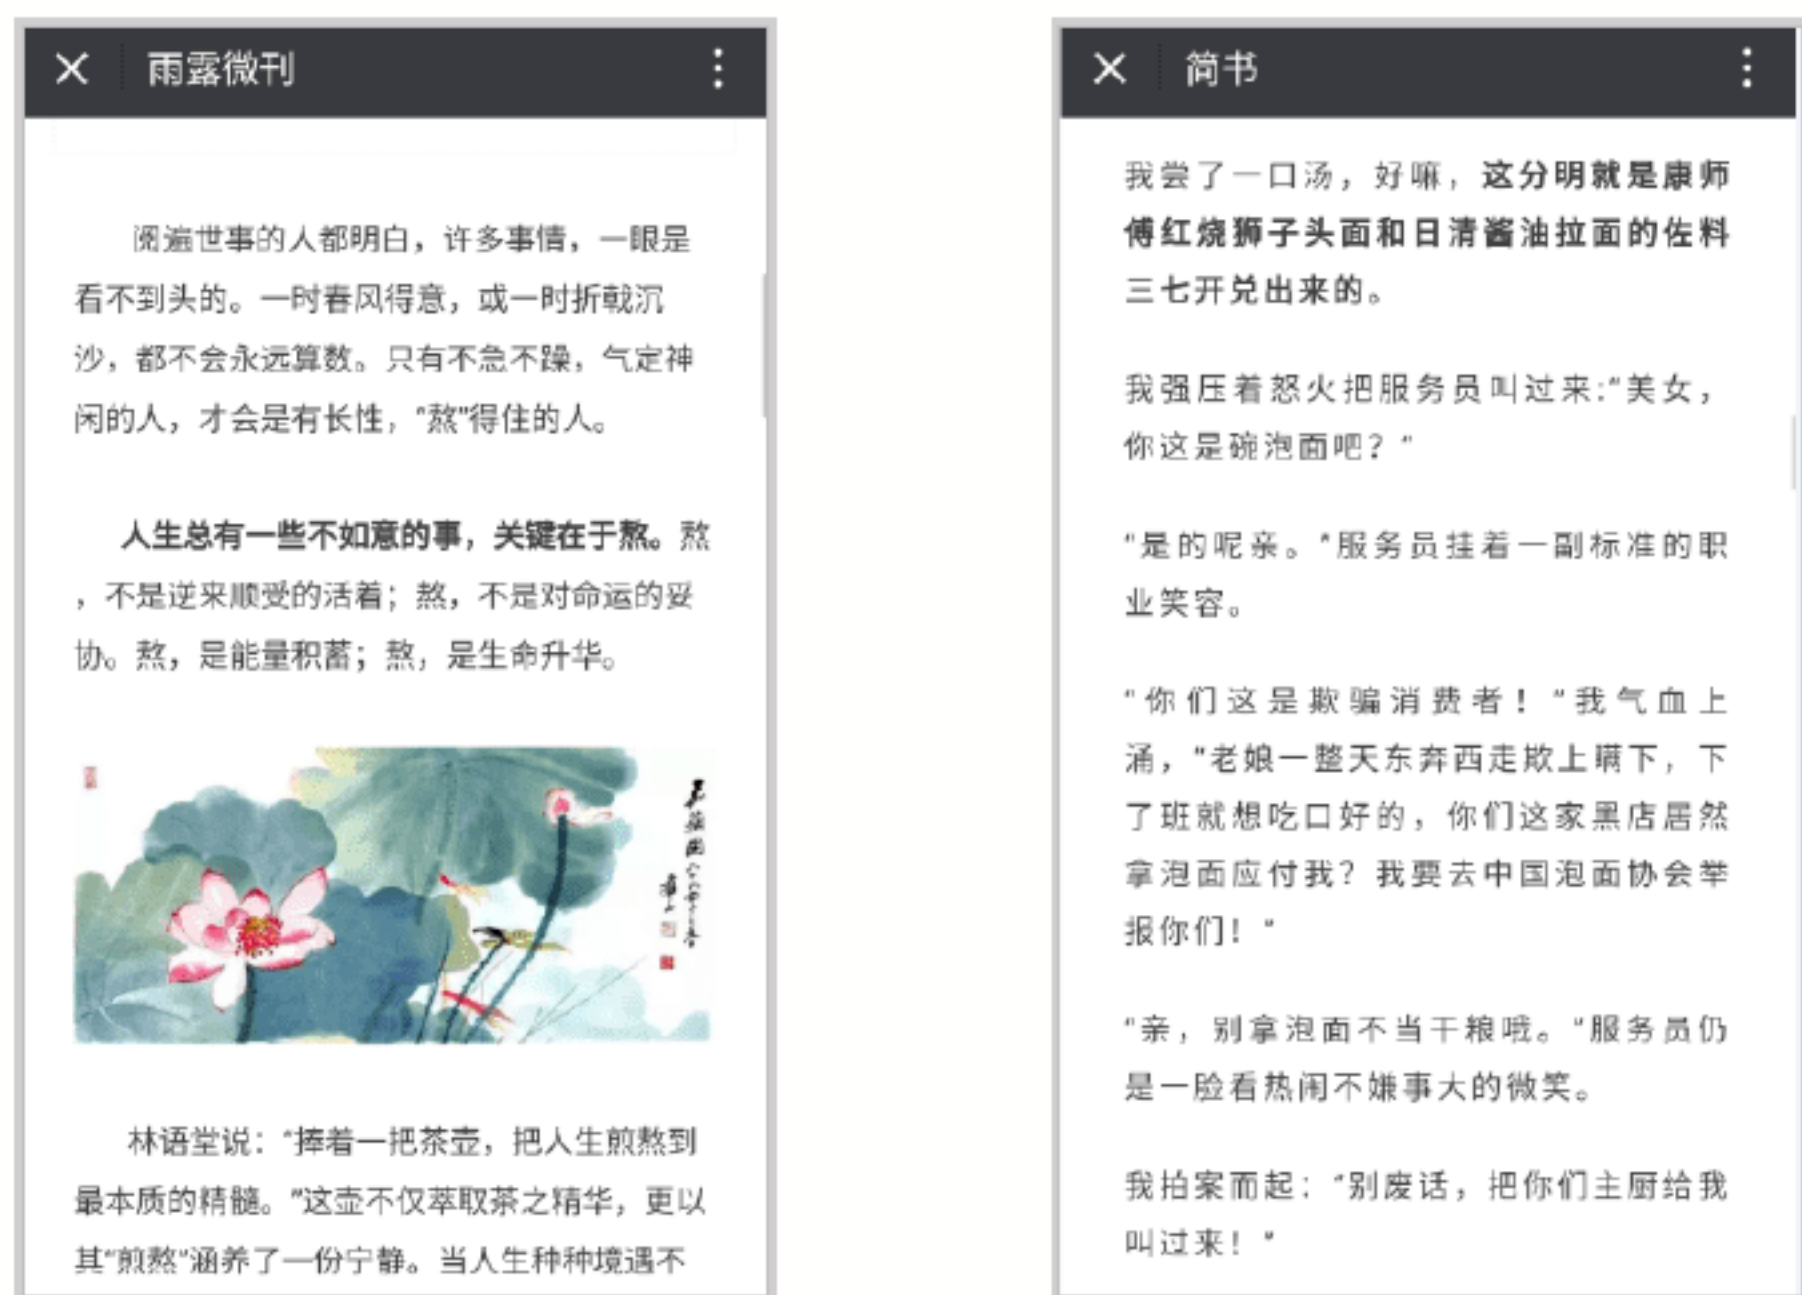 雨露微刊
阅遍世事的人都明白，许多事情，一眼是
看不到头的。一时春风得意，或一时折戟沉
沙，都不会永远算数。只有不急不躁，气定神
闲的人，才会是有长性，“熬”得住的人。
人生总有一些不如意的事，关键在于熬。熬
，不是逆来顺受的活着；熬，不是对命运的妥
协。熬，是能量积蓄；熬，是生命升华。
林语堂说：“捧着一把茶壶，把人生煎熬到
最本质的精髓。”这壶不仅萃取茶之精华，更以
其“煎熬”涵养了一份宁静。当人生种种境遇不
简书
我尝了一口汤，好嘛，这分明就是康师
傅红烧狮子头面和日清酱油拉面的佐料
三七开兑出来的。
我强压着怒火把服务员叫过来:“美女，
你这是碗泡面吧？”
“是的呢亲。”服务员挂着一副标准的职
业笑容。
“你们这是欺骗消费者！”我气血上
涌，“老娘一整天东奔西走欺上瞒下，下
了班就想吃口好的，你们这家黑店居然
拿泡面应付我？我要去中国泡面协会举
报你们！”
“亲，别拿泡面不当干粮哦。”服务员仍
是一脸看热闹不嫌事大的微笑。
我拍案而起：“别废话，把你们主厨给我
叫过来！”